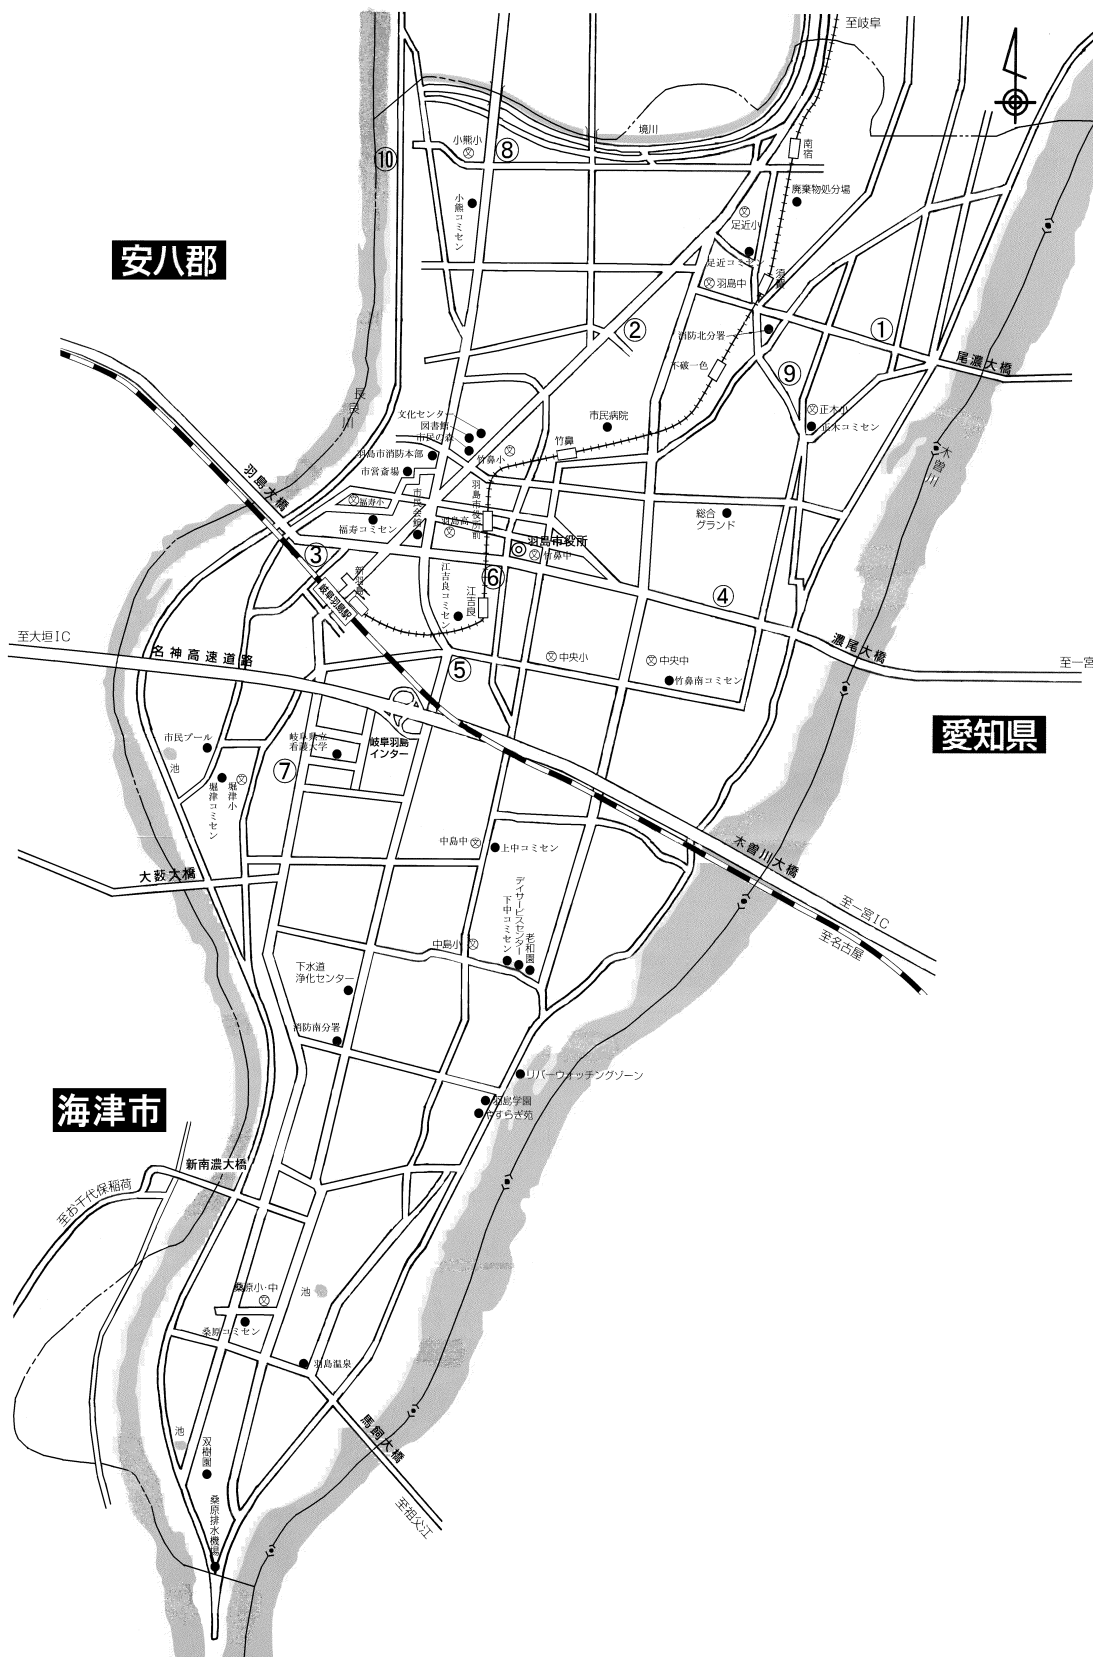 至岐阜
境川
小熊小
⑧
⑩
南宿
廃棄物処分場
小熊コミセン
足近小
安八郡
足近コミセン
須賀
羽島中
②
消防北分署
①
尾濃大橋
不破一色
⑨
長良川
正木小
正木コミセン
文化センター
図書館
市民の森
市民病院
竹鼻
羽島市消防本部
竹鼻小
木曽川
市営斎場
羽島大橋
市民会館
羽島市役所前
福寿小
総合
グランド
福寿コミセン
羽島高
羽島市役所
竹鼻中
③
新羽島
江吉良コミセン
⑥
江吉良
岐阜羽島駅
④
至大垣IC
名神高速道路
濃尾大橋
中央小
中央中
至一宮
⑤
竹鼻南コミセン
市民プール
池
岐阜県立
看護大学
岐阜羽島
インター
愛知県
⑦
堀津小
堀津コミセン
中島中
上中コミセン
木曽川大橋
大薮大橋
デイサービスセンター
下中コミセン
老和園
至一宮IC
至名古屋
中島小
下水道
浄化センター
消防南分署
リバーウォッチングゾーン
海津市
羽島学園
やすらぎ苑
新南濃大橋
至お千代保稲荷
桑原小・中
池
桑原コミセン
羽島温泉
馬飼大橋
池
双樹園
至祖父江
桑原排水機場